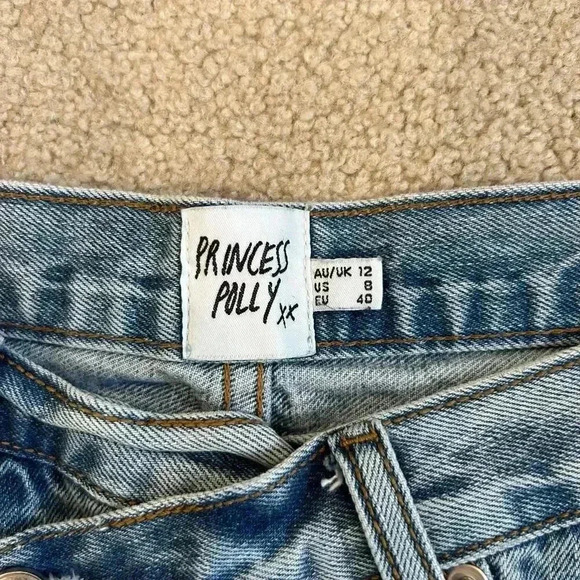 PRINCESS
POLLY xx
AU/UK 12
US 8
EU 40